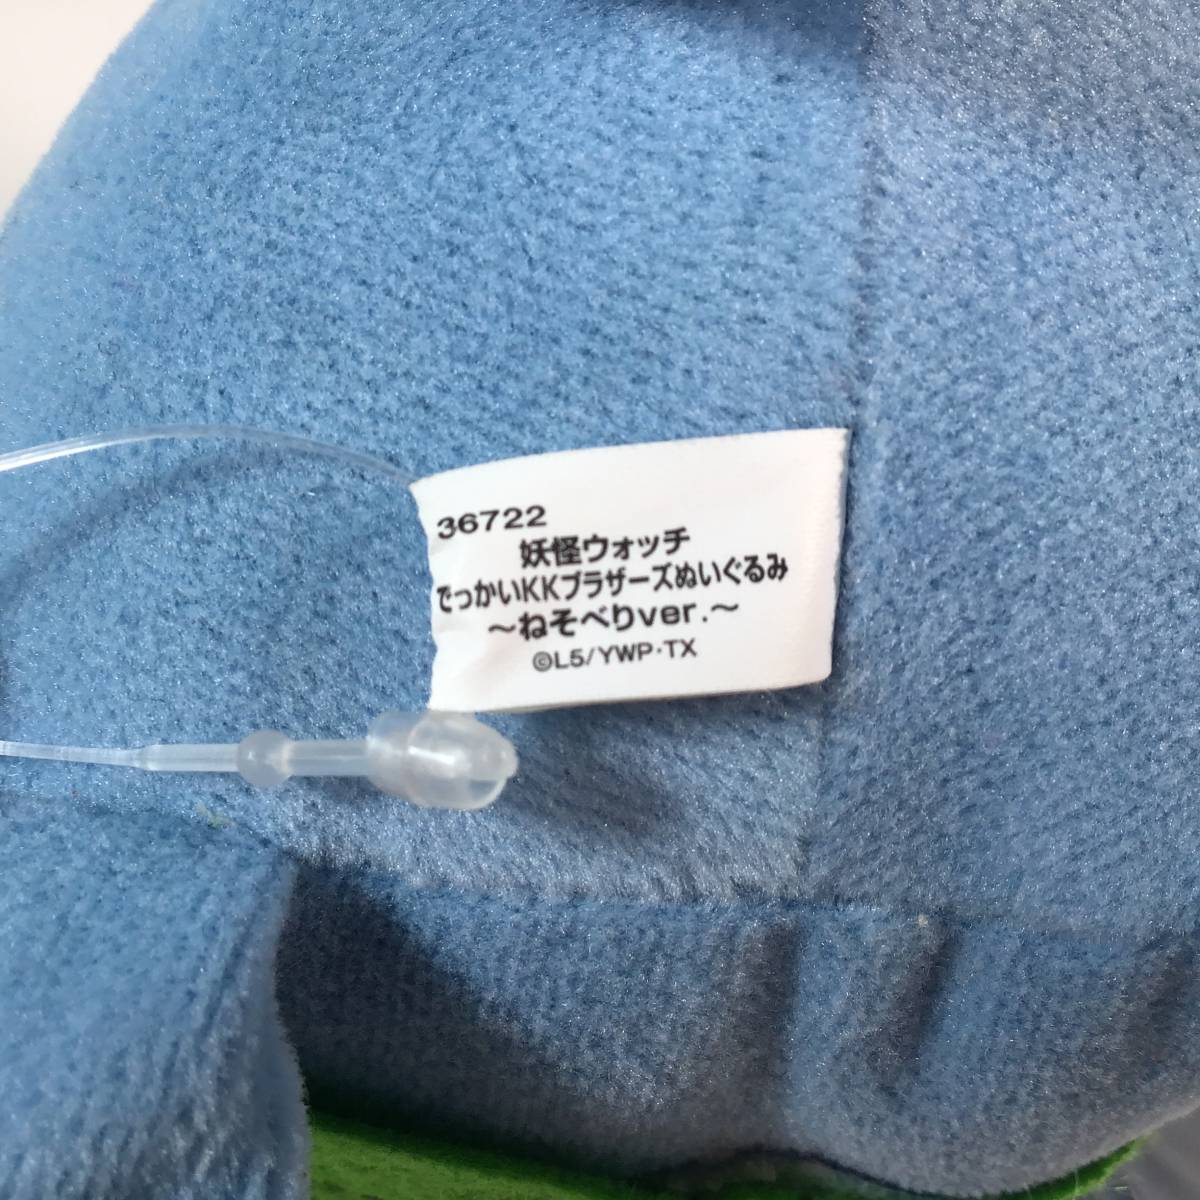 36722
妖怪ウォッチ
でっかいKKブラザーズぬいぐるみ
～ねそべりver.～
©L5/YWP・TX